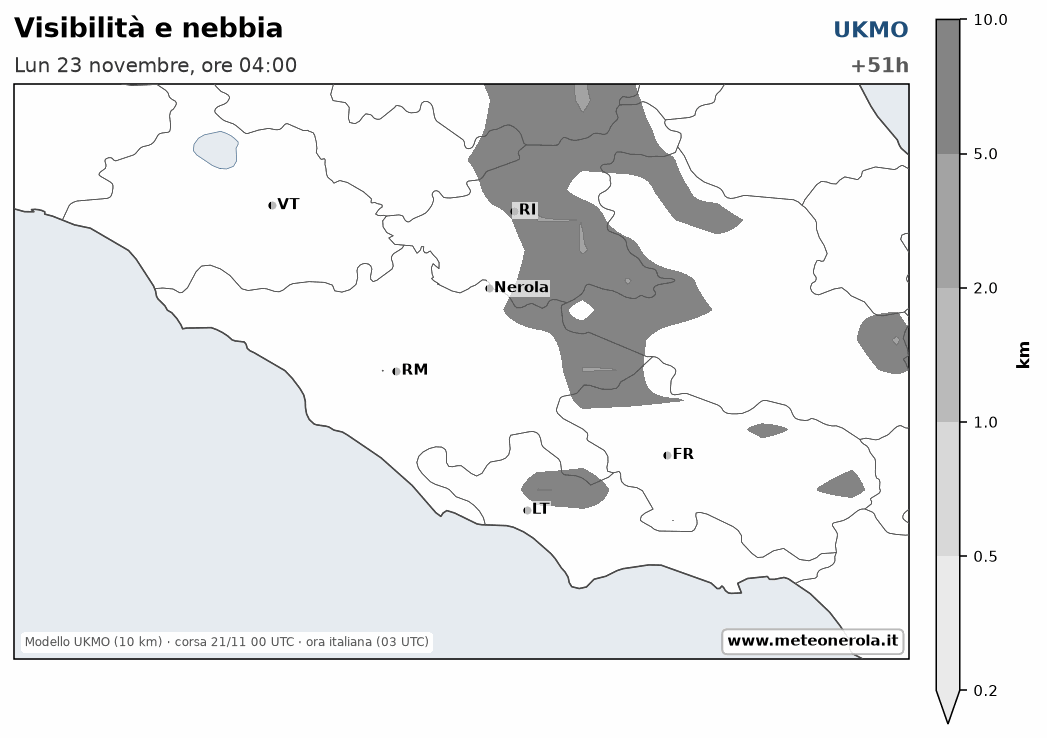 Visibilità e nebbia
UKMO
Lun 23 novembre, ore 04:00
+51h
10.0
5.0
2.0
1.0
0.5
0.2
km
VT
RI
Nerola
RM
FR
LT
Modello UKMO (10 km) · corsa 21/11 00 UTC · ora italiana (03 UTC)
www.meteonerola.it